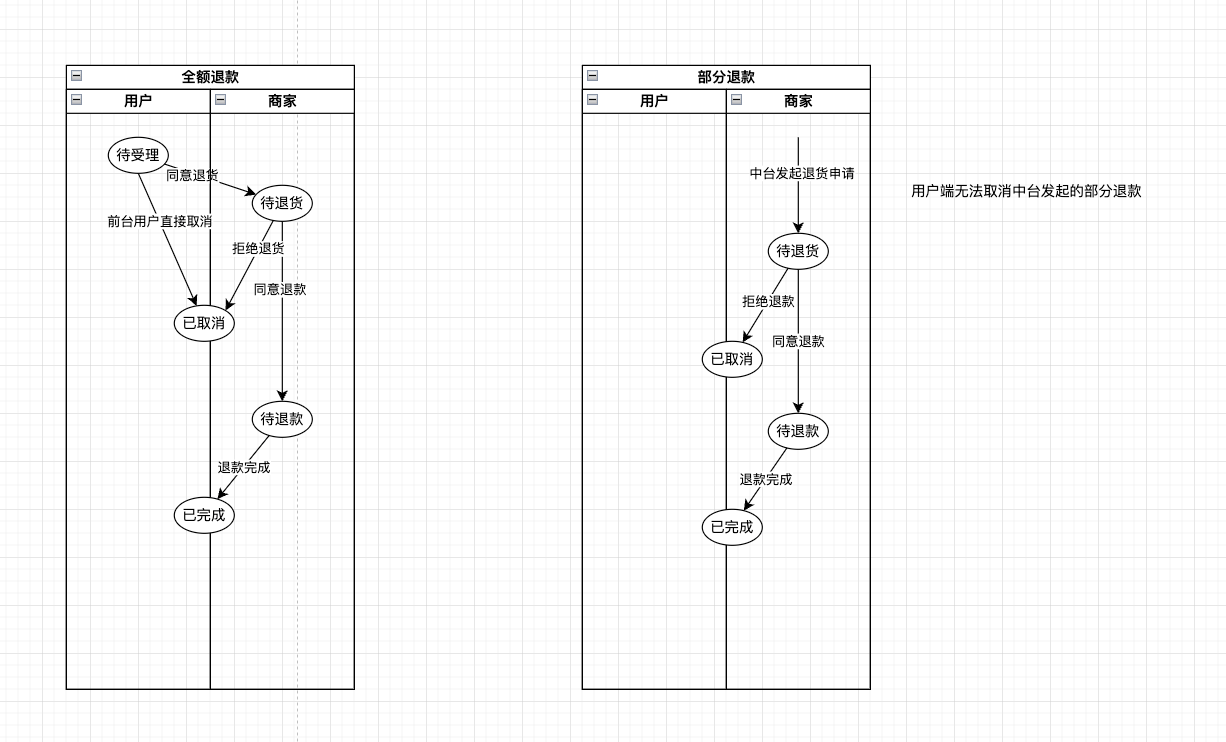 全额退款
用户
商家
待受理
同意退货
待退货
前台用户直接取消
拒绝退货
同意退款
已取消
待退款
退款完成
已完成
部分退款
用户
商家
中台发起退货申请
待退货
拒绝退款
同意退款
已取消
待退款
退款完成
已完成
用户端无法取消中台发起的部分退款